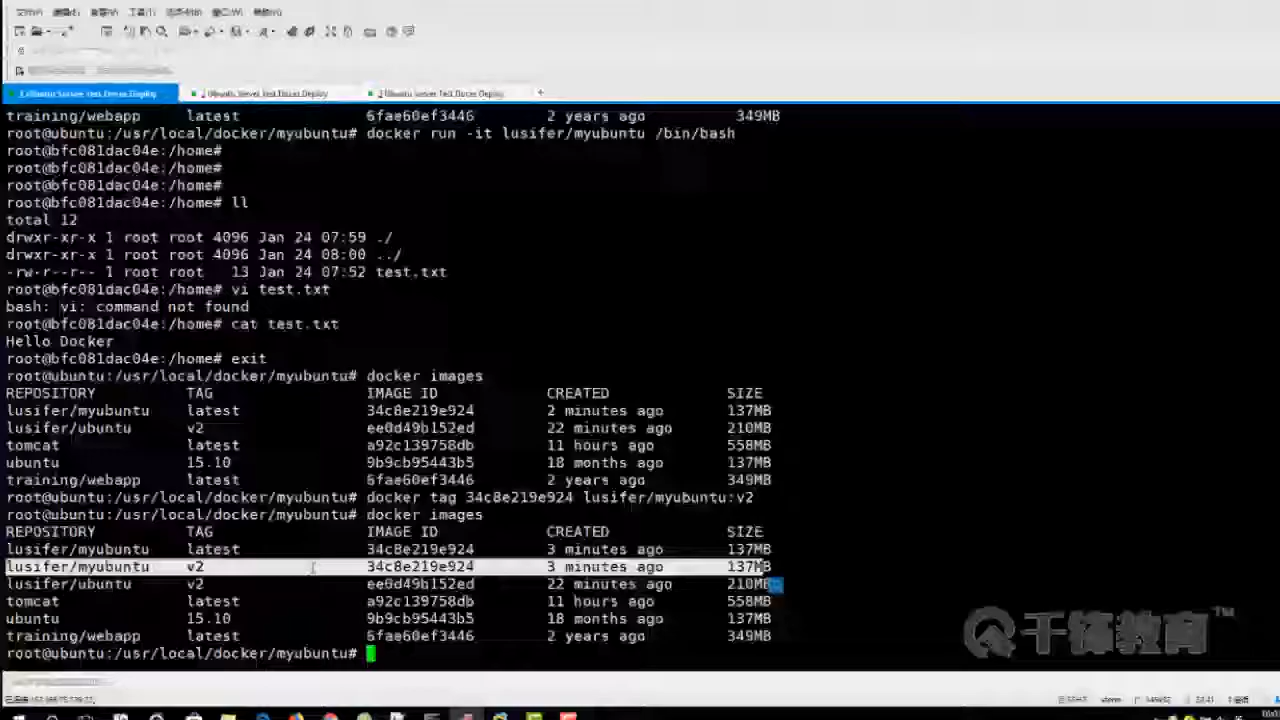 training/webapp latest 6fae60ef3446 2 years ago 349MB
root@ubuntu:/usr/local/docker/myubuntu# docker run -it lusifer/myubuntu /bin/bash
root@bfc081dac04e:/home#
root@bfc081dac04e:/home#
root@bfc081dac04e:/home#
root@bfc081dac04e:/home# ll
total 12
drwxr-xr-x 1 root root 4096 Jan 24 07:59 ./
drwxr-xr-x 1 root root 4096 Jan 24 08:00 ../
-rw-r--r-- 1 root root 13 Jan 24 07:52 test.txt
root@bfc081dac04e:/home# vi test.txt
bash: vi: command not found
root@bfc081dac04e:/home# cat test.txt
Hello Docker
root@bfc081dac04e:/home# exit
root@ubuntu:/usr/local/docker/myubuntu# docker images
REPOSITORY TAG IMAGE ID CREATED SIZE
lusifer/myubuntu latest 34c8e219e924 2 minutes ago 137MB
lusifer/ubuntu v2 ee0d49b152ed 22 minutes ago 210MB
tomcat latest a92c139758db 11 hours ago 558MB
ubuntu 15.10 9b9cb95443b5 18 months ago 137MB
training/webapp latest 6fae60ef3446 2 years ago 349MB
root@ubuntu:/usr/local/docker/myubuntu# docker tag 34c8e219e924 lusifer/myubuntu:v2
root@ubuntu:/usr/local/docker/myubuntu# docker images
REPOSITORY TAG IMAGE ID CREATED SIZE
lusifer/myubuntu latest 34c8e219e924 3 minutes ago 137MB
lusifer/myubuntu v2 34c8e219e924 3 minutes ago 137MB
lusifer/ubuntu v2 ee0d49b152ed 22 minutes ago 210MB
tomcat latest a92c139758db 11 hours ago 558MB
ubuntu 15.10 9b9cb95443b5 18 months ago 137MB
training/webapp latest 6fae60ef3446 2 years ago 349MB
root@ubuntu:/usr/local/docker/myubuntu#
千锋教育™